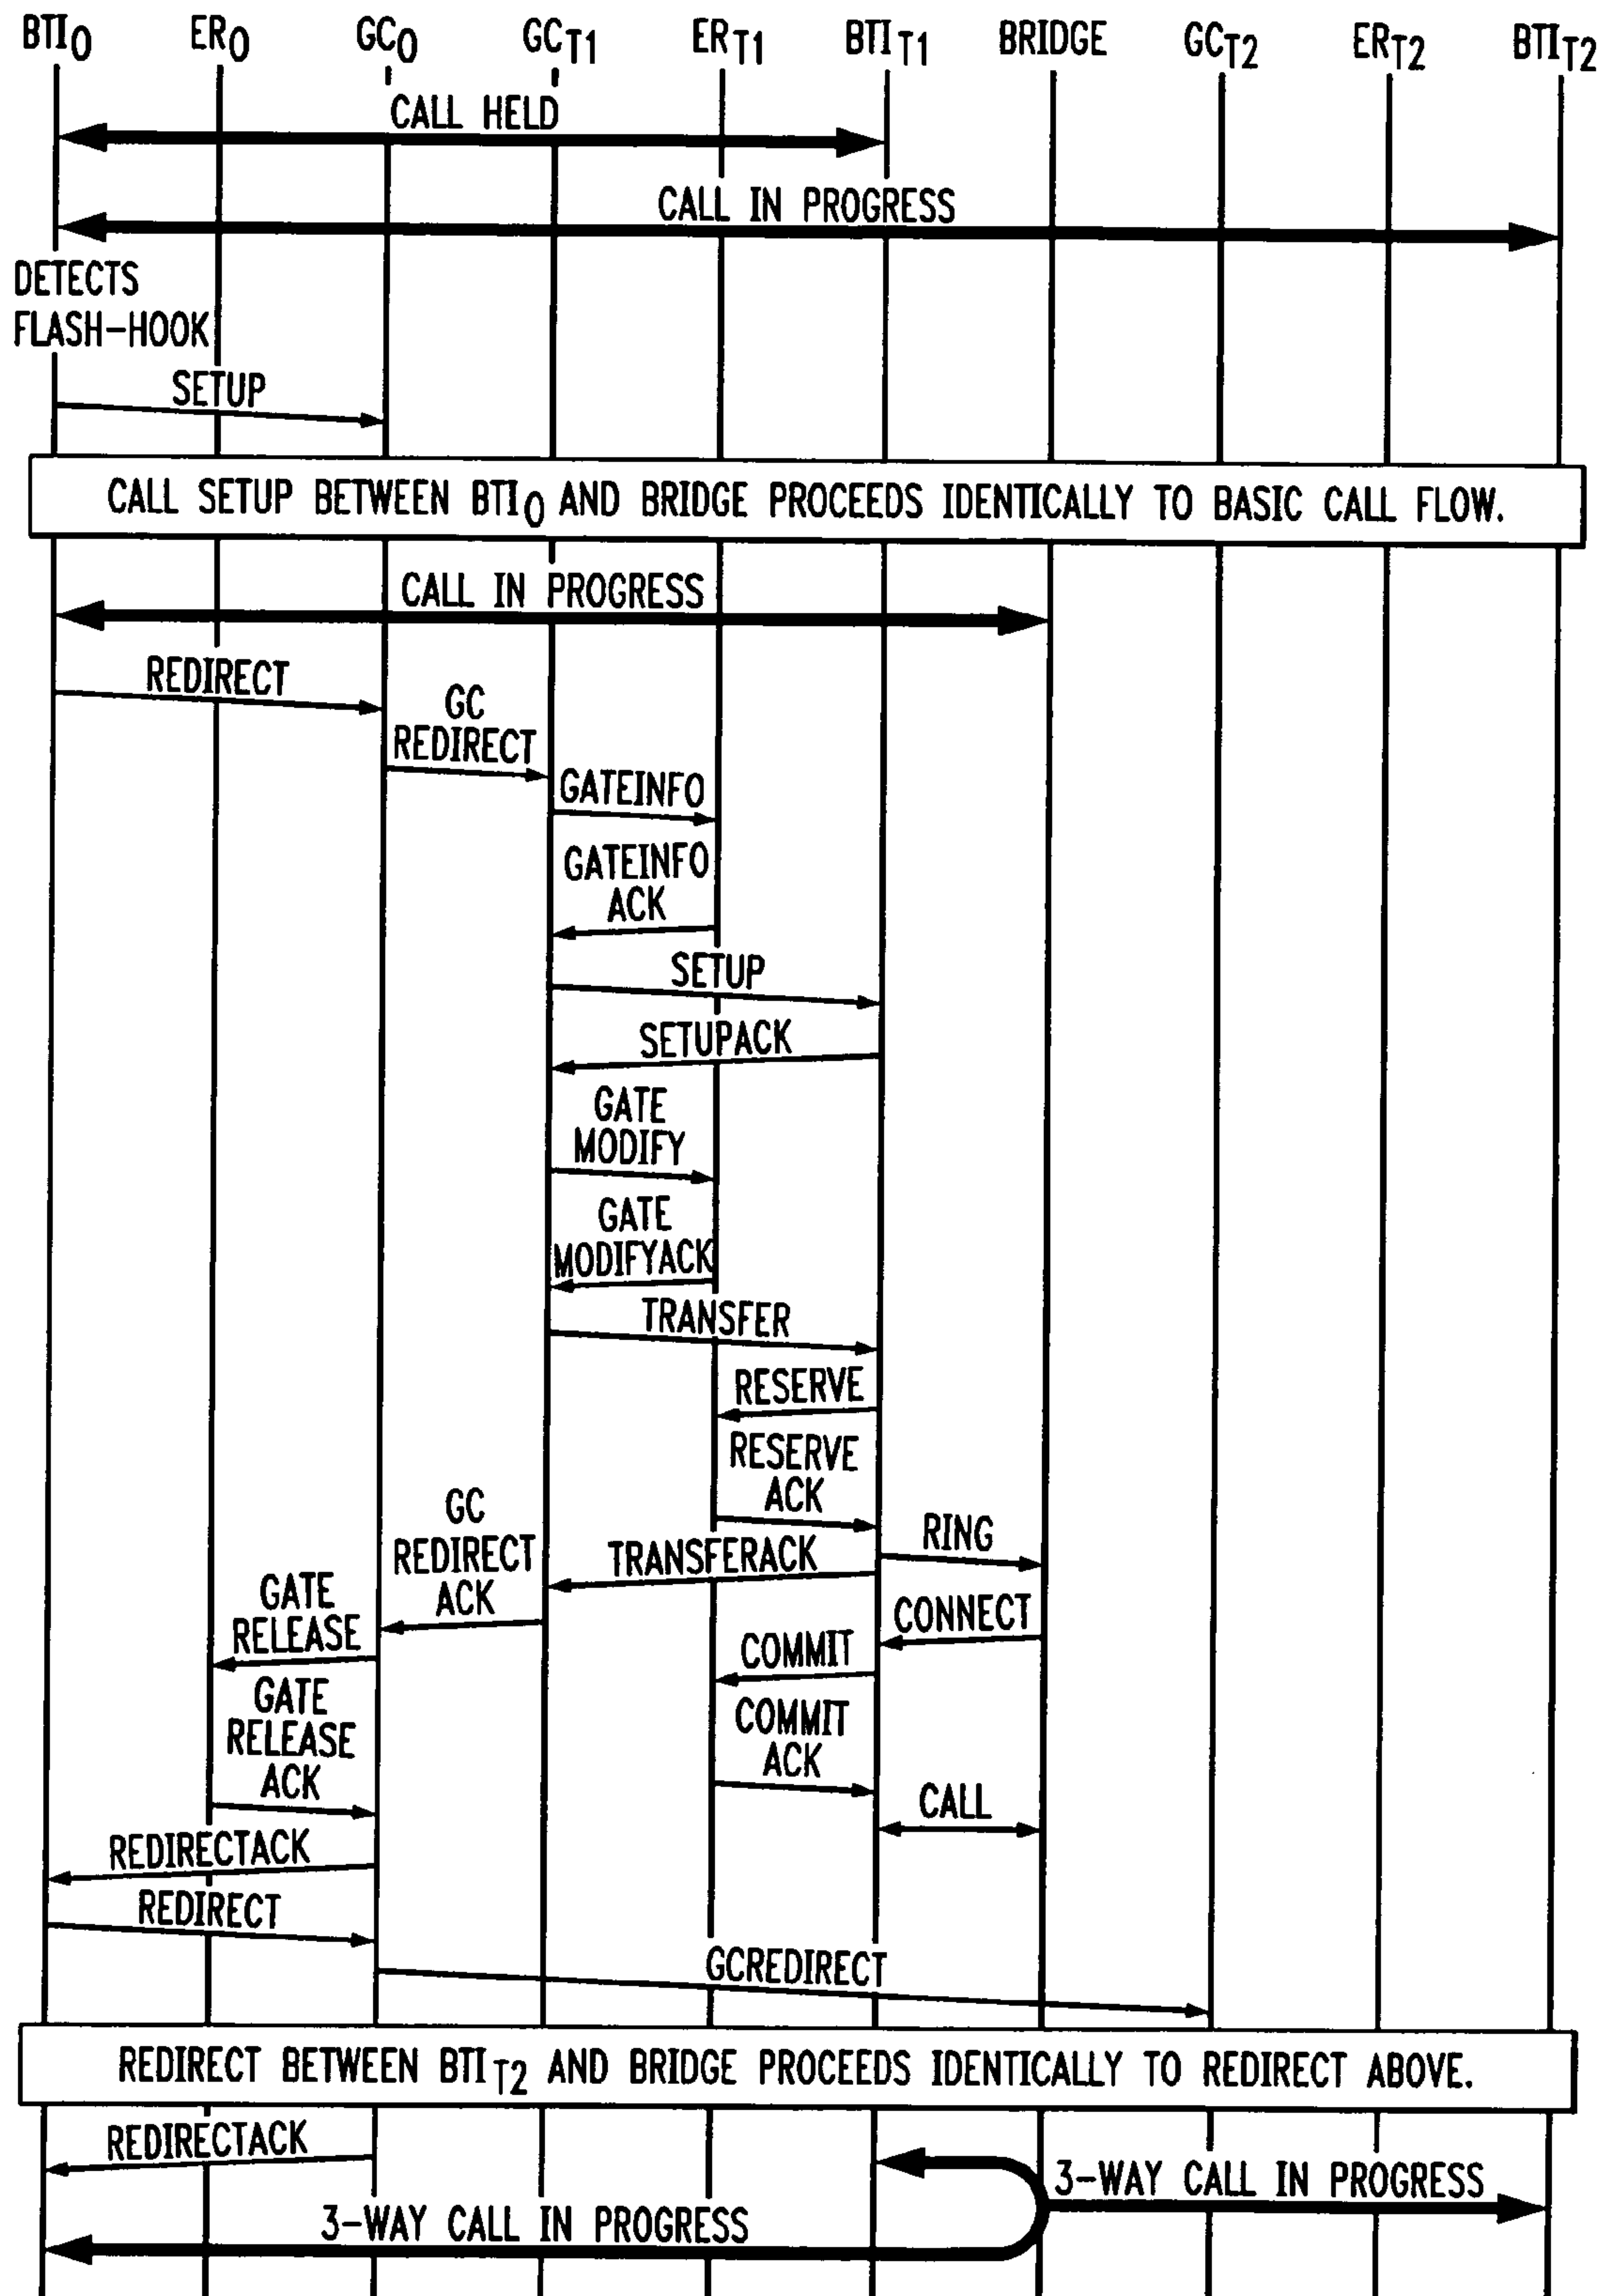 BTIO ERO GCO GCT1 ERT1 BTIT1 BRIDGE GCT2 ERT2 BTIT2
CALL HELD
CALL IN PROGRESS
DETECTS
FLASH-HOOK
SETUP
CALL SETUP BETWEEN BTIO AND BRIDGE PROCEEDS IDENTICALLY TO BASIC CALL FLOW.
CALL IN PROGRESS
REDIRECT
GC
REDIRECT
GATEINFO
GATEINFO
ACK
SETUP
SETUPACK
GATE
MODIFY
GATE
MODIFYACK
TRANSFER
RESERVE
RESERVE
ACK
RING
GC
REDIRECT
ACK
TRANSFERACK
GATE
RELEASE
CONNECT
COMMIT
GATE
RELEASE
ACK
COMMIT
ACK
CALL
REDIRECTACK
REDIRECT
GCREDIRECT
REDIRECT BETWEEN BTIT2 AND BRIDGE PROCEEDS IDENTICALLY TO REDIRECT ABOVE.
REDIRECTACK
3-WAY CALL IN PROGRESS
3-WAY CALL IN PROGRESS